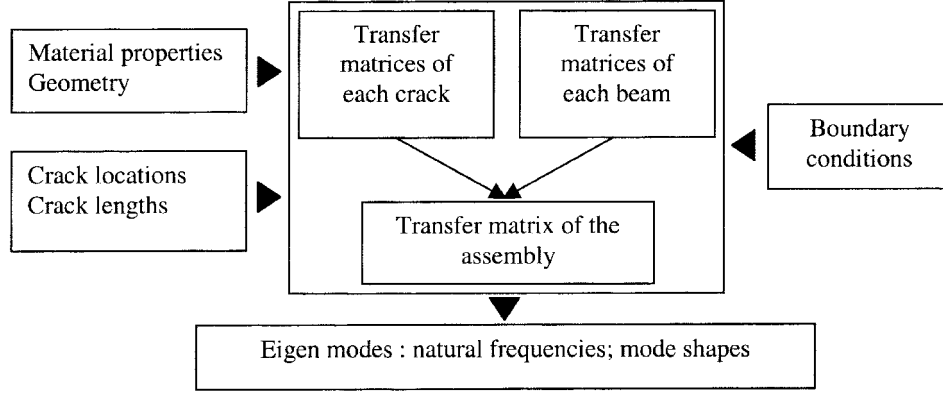 Material properties
Geometry
Crack locations
Crack lengths
Transfer
matrices of
each crack
Transfer
matrices of
each beam
Transfer matrix of the
assembly
Boundary
conditions
Eigen modes : natural frequencies; mode shapes